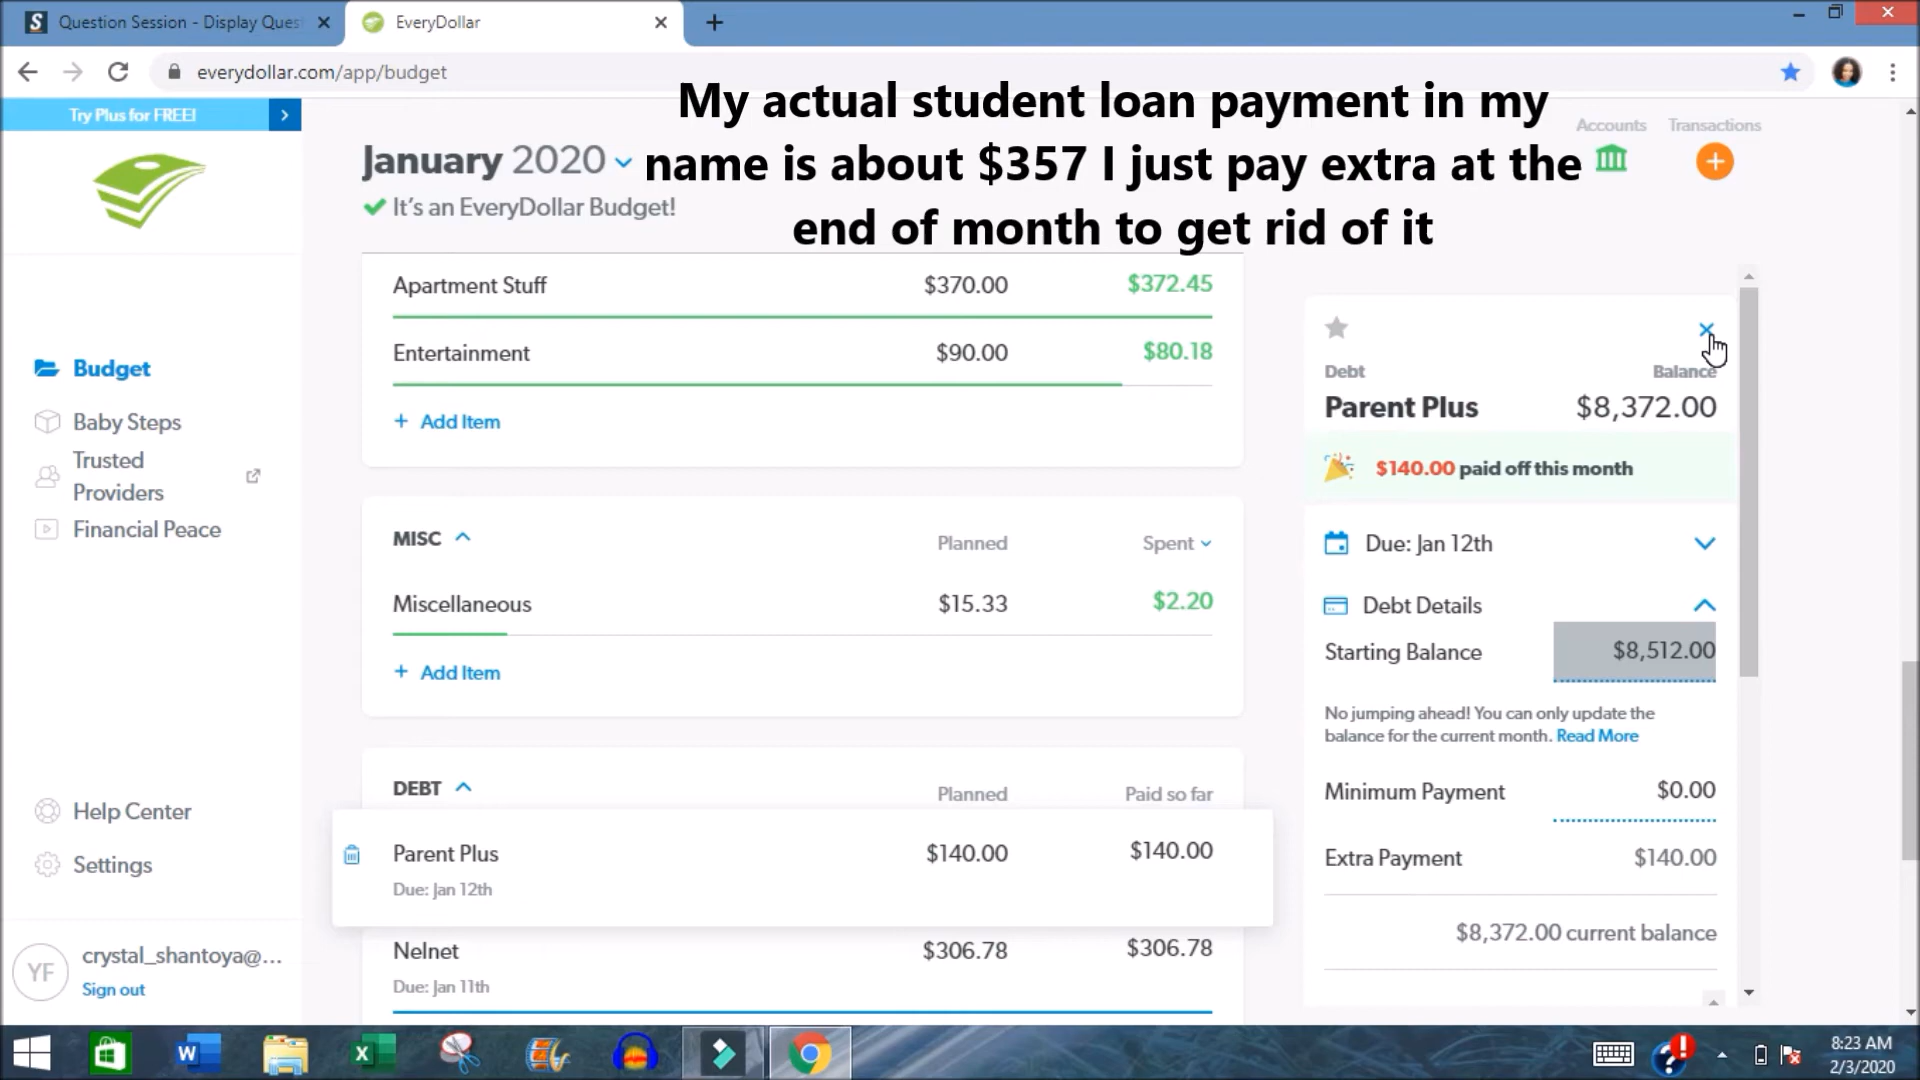 Question Session - Display Ques
EveryDollar
everydollar.com/app/budget
Try Plus for FREE!
My actual student loan payment in my
name is about $357 I just pay extra at the
end of month to get rid of it
January 2020
It's an EveryDollar Budget!
Accounts Transactions
Budget
Baby Steps
Trusted
Providers
Financial Peace
Help Center
Settings
YF
crystal_shantoya@...
Sign out
Apartment Stuff $370.00 $372.45
Entertainment $90.00 $80.18
+ Add Item
MISC Planned Spent
Miscellaneous $15.33 $2.20
+ Add Item
DEBT Planned Paid so far
Parent Plus $140.00 $140.00
Due: Jan 12th
Nelnet $306.78 $306.78
Due: Jan 11th
Debt Balance
Parent Plus $8,372.00
$140.00 paid off this month
Due: Jan 12th
Debt Details
Starting Balance $8,512.00
No jumping ahead! You can only update the
balance for the current month. Read More
Minimum Payment $0.00
Extra Payment $140.00
$8,372.00 current balance
8:23 AM
2/3/2020